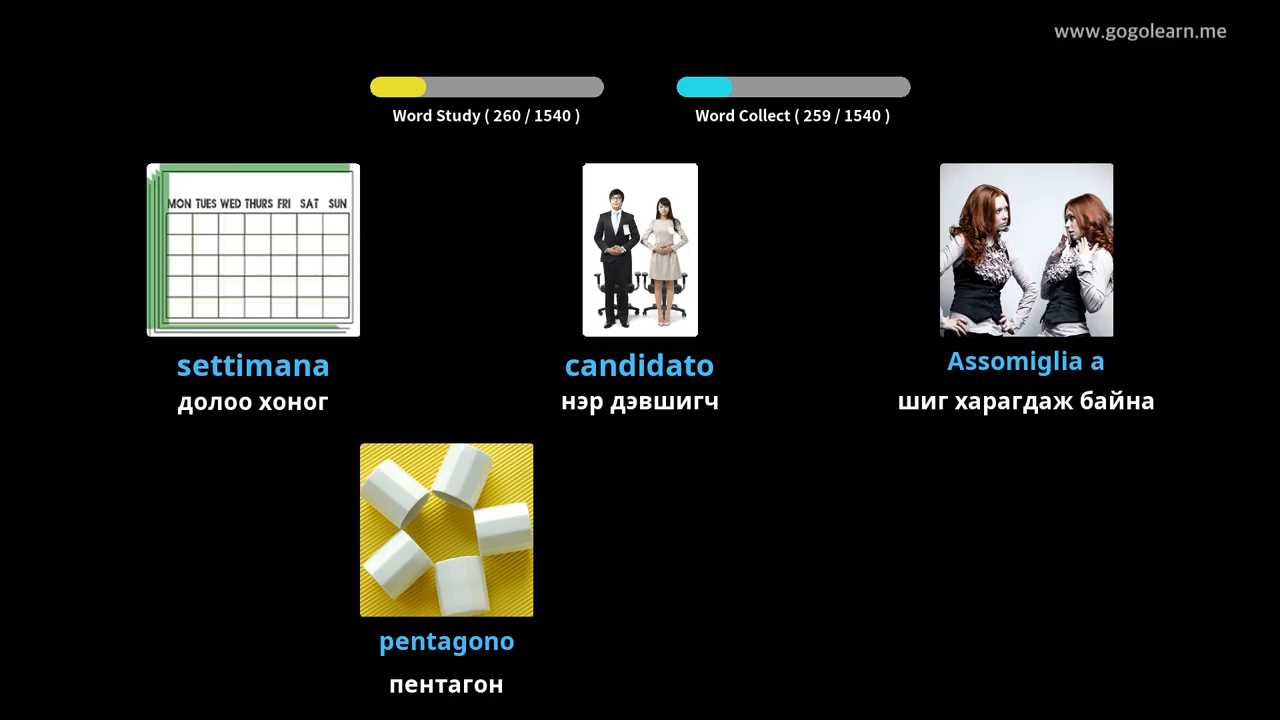 www.gogolearn.me
Word Study ( 260 / 1540 )
Word Collect ( 259 / 1540 )
MON TUES WED THURS FRI SAT SUN
settimana
candidato
Assomiglia a
долоо хоног
нэр дэвшигч
шиг харагдаж байна
pentagono
пентагон